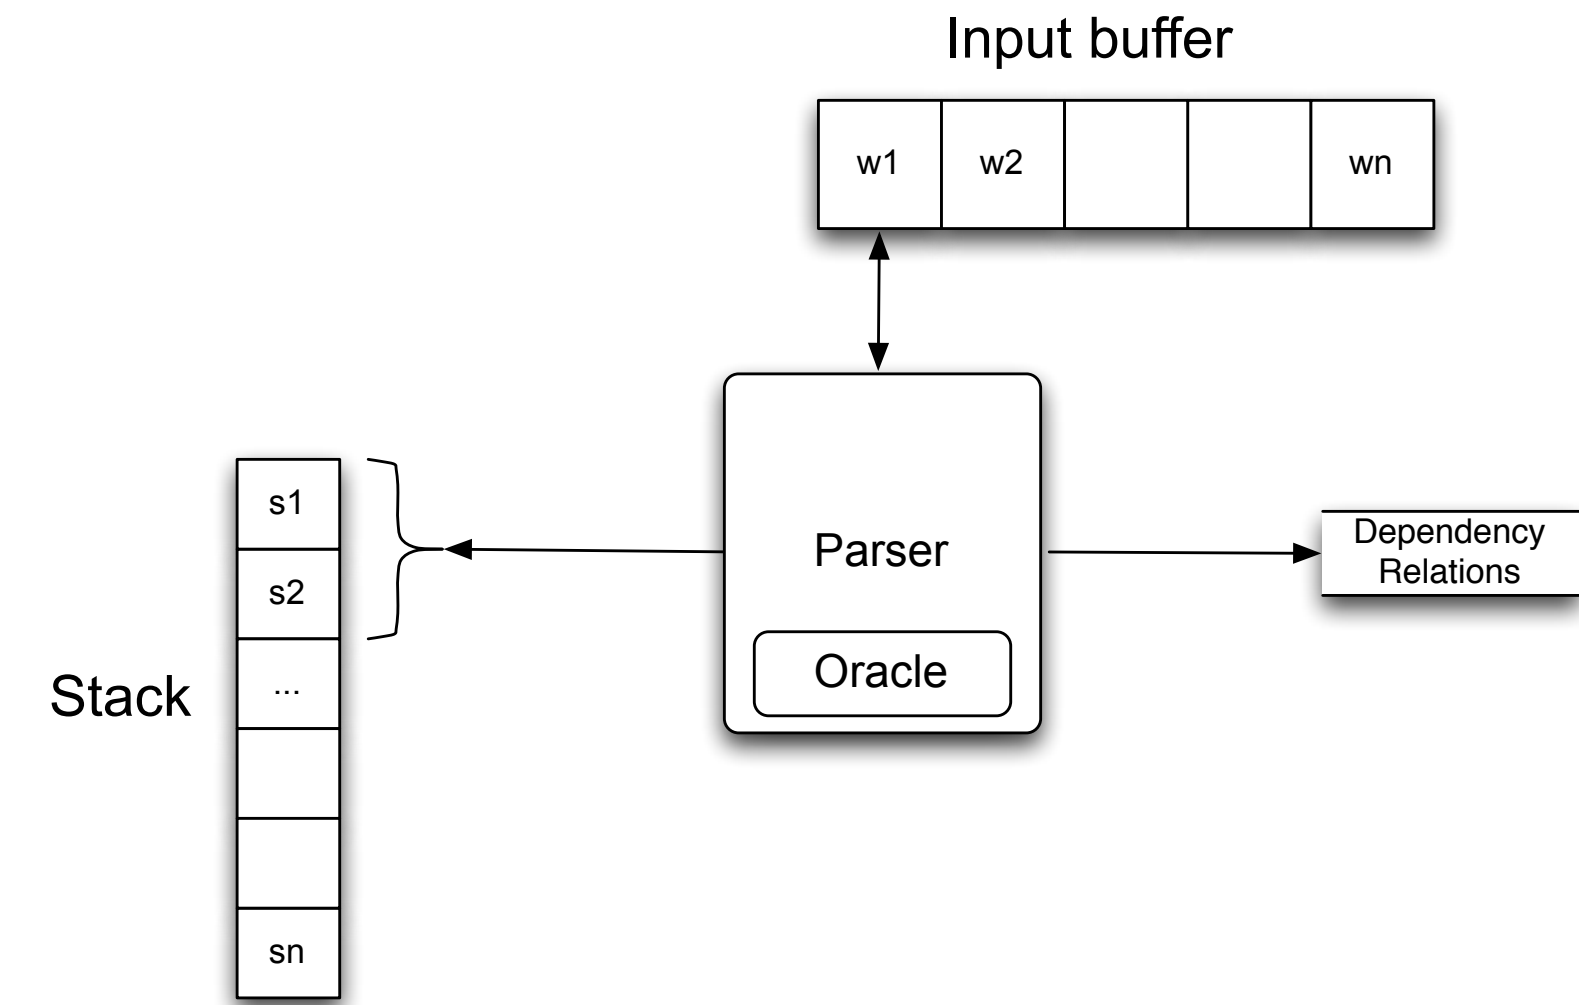 Input buffer
w1 w2 wn
s1
s2
...
sn
Stack
Parser
Oracle
Dependency
Relations